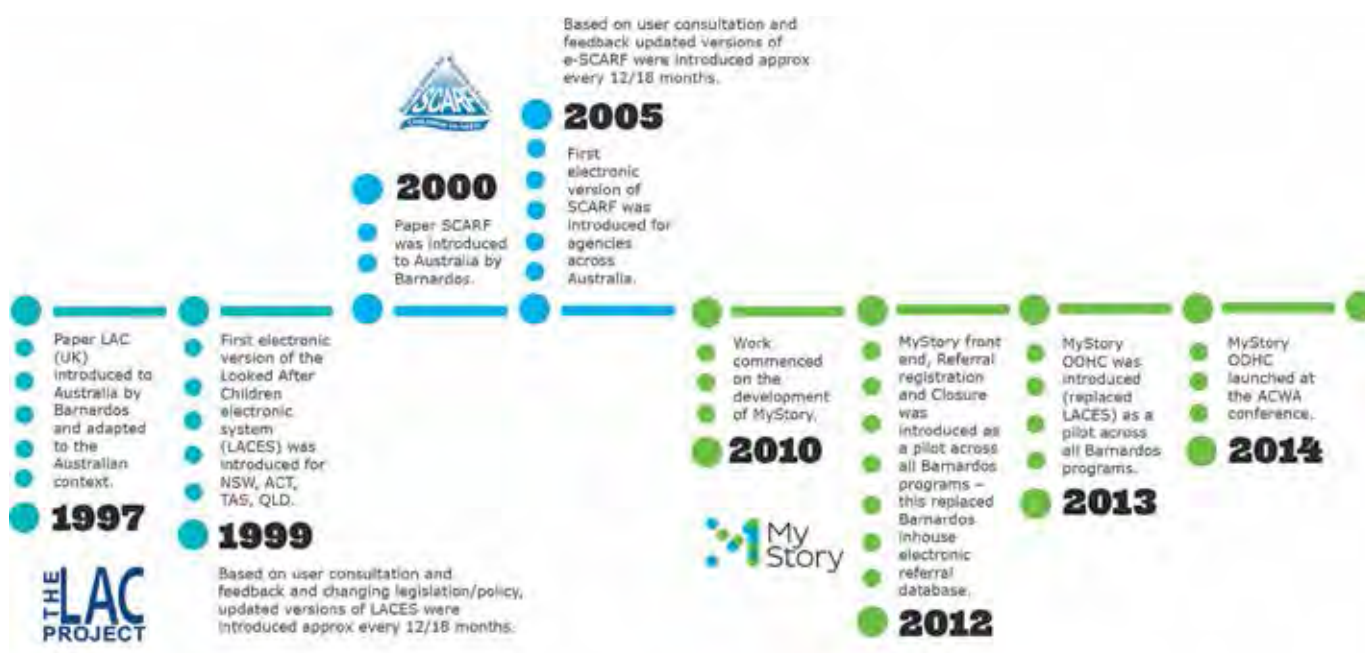 Based on user consultation and
feedback updated versions of
e-SCARF were introduced approx
every 12/18 months.
SCARF
2005
First
electronic
version of
SCARF was
introduced for
agencies
across
Australia.
2000
Paper SCARF
was introduced
to Australia by
Barnardos.
Paper LAC
(UK)
introduced to
Australia by
Barnardos
and adapted
to the
Australian
context.
1997
THE LAC
PROJECT
First electronic
version of the
Looked After
Children
electronic
system
(LACES) was
introduced for
NSW, ACT,
TAS, QLD.
1999
Based on user consultation and
feedback and changing legislation/policy,
updated versions of LACES were
introduced approx every 12/18 months.
Work
commenced
on the
development
of MyStory.
2010
My
Story
MyStory front
end, Referral
registration
and Closure
was
introduced as
a pilot across
all Barnardos
programs –
this replaced
Barnardos
inhouse
electronic
referral
database.
2012
MyStory
OOHC was
introduced
(replaced
LACES) as a
pilot across
all Barnardos
programs.
2013
MyStory
OOHC
launched at
the ACWA
conference.
2014